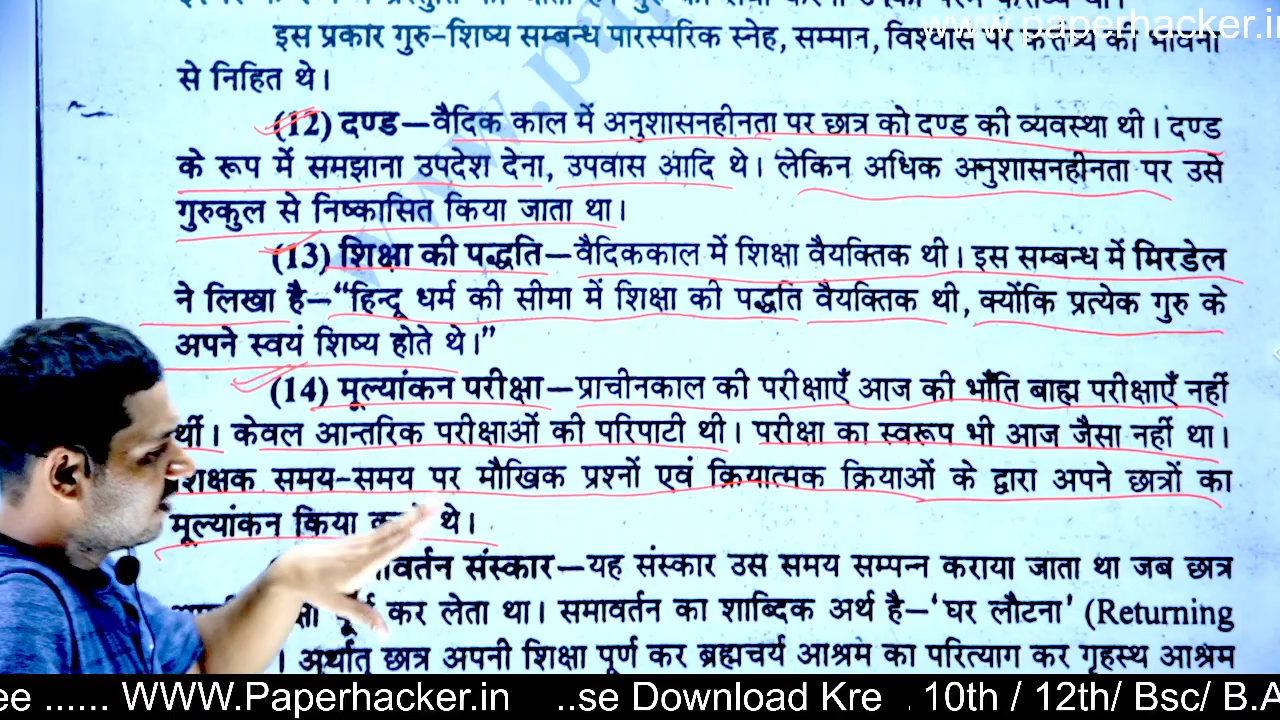 www.paperhacker.i
इस प्रकार गुरु-शिष्य सम्बन्ध पारस्परिक स्नेह, सम्मान, विश्वास पर कर्त्तव्य की भावना
से निहित थे।
(12) दण्ड—वैदिक काल में अनुशासनहीनता पर छात्र को दण्ड की व्यवस्था थी। दण्ड
के रूप में समझाना उपदेश देना, उपवास आदि थे। लेकिन अधिक अनुशासनहीनता पर उसे
गुरुकुल से निष्कासित किया जाता था।
(13) शिक्षा की पद्धति—वैदिककाल में शिक्षा वैयक्तिक थी। इस सम्बन्ध में मिरडेल
ने लिखा है—“हिन्दू धर्म की सीमा में शिक्षा की पद्धति वैयक्तिक थी, क्योंकि प्रत्येक गुरु के
अपने स्वयं शिष्य होते थे।”
(14) मूल्यांकन परीक्षा—प्राचीनकाल की परीक्षाएँ आज की भाँति बाह्म परीक्षाएँ नहीं
थीं। केवल आन्तरिक परीक्षाओं की परिपाटी थी। परीक्षा का स्वरूप भी आज जैसा नहीं था।
शिक्षक समय-समय पर मौखिक प्रश्नों एवं क्रियात्मक क्रियाओं के द्वारा अपने छात्रों का
मूल्यांकन किया थे।
संस्कार—यह संस्कार उस समय सम्पन्न कराया जाता था जब छात्र
कर लेता था। समावर्तन का शाब्दिक अर्थ है—‘घर लौटना’ (Returning
। अर्थात् छात्र अपनी शिक्षा पूर्ण कर ब्रह्मचर्य आश्रम का परित्याग कर गृहस्थ आश्रम
ee ...... WWW.Paperhacker.in ..se Download Kre . 10th / 12th/ Bsc/ B.A